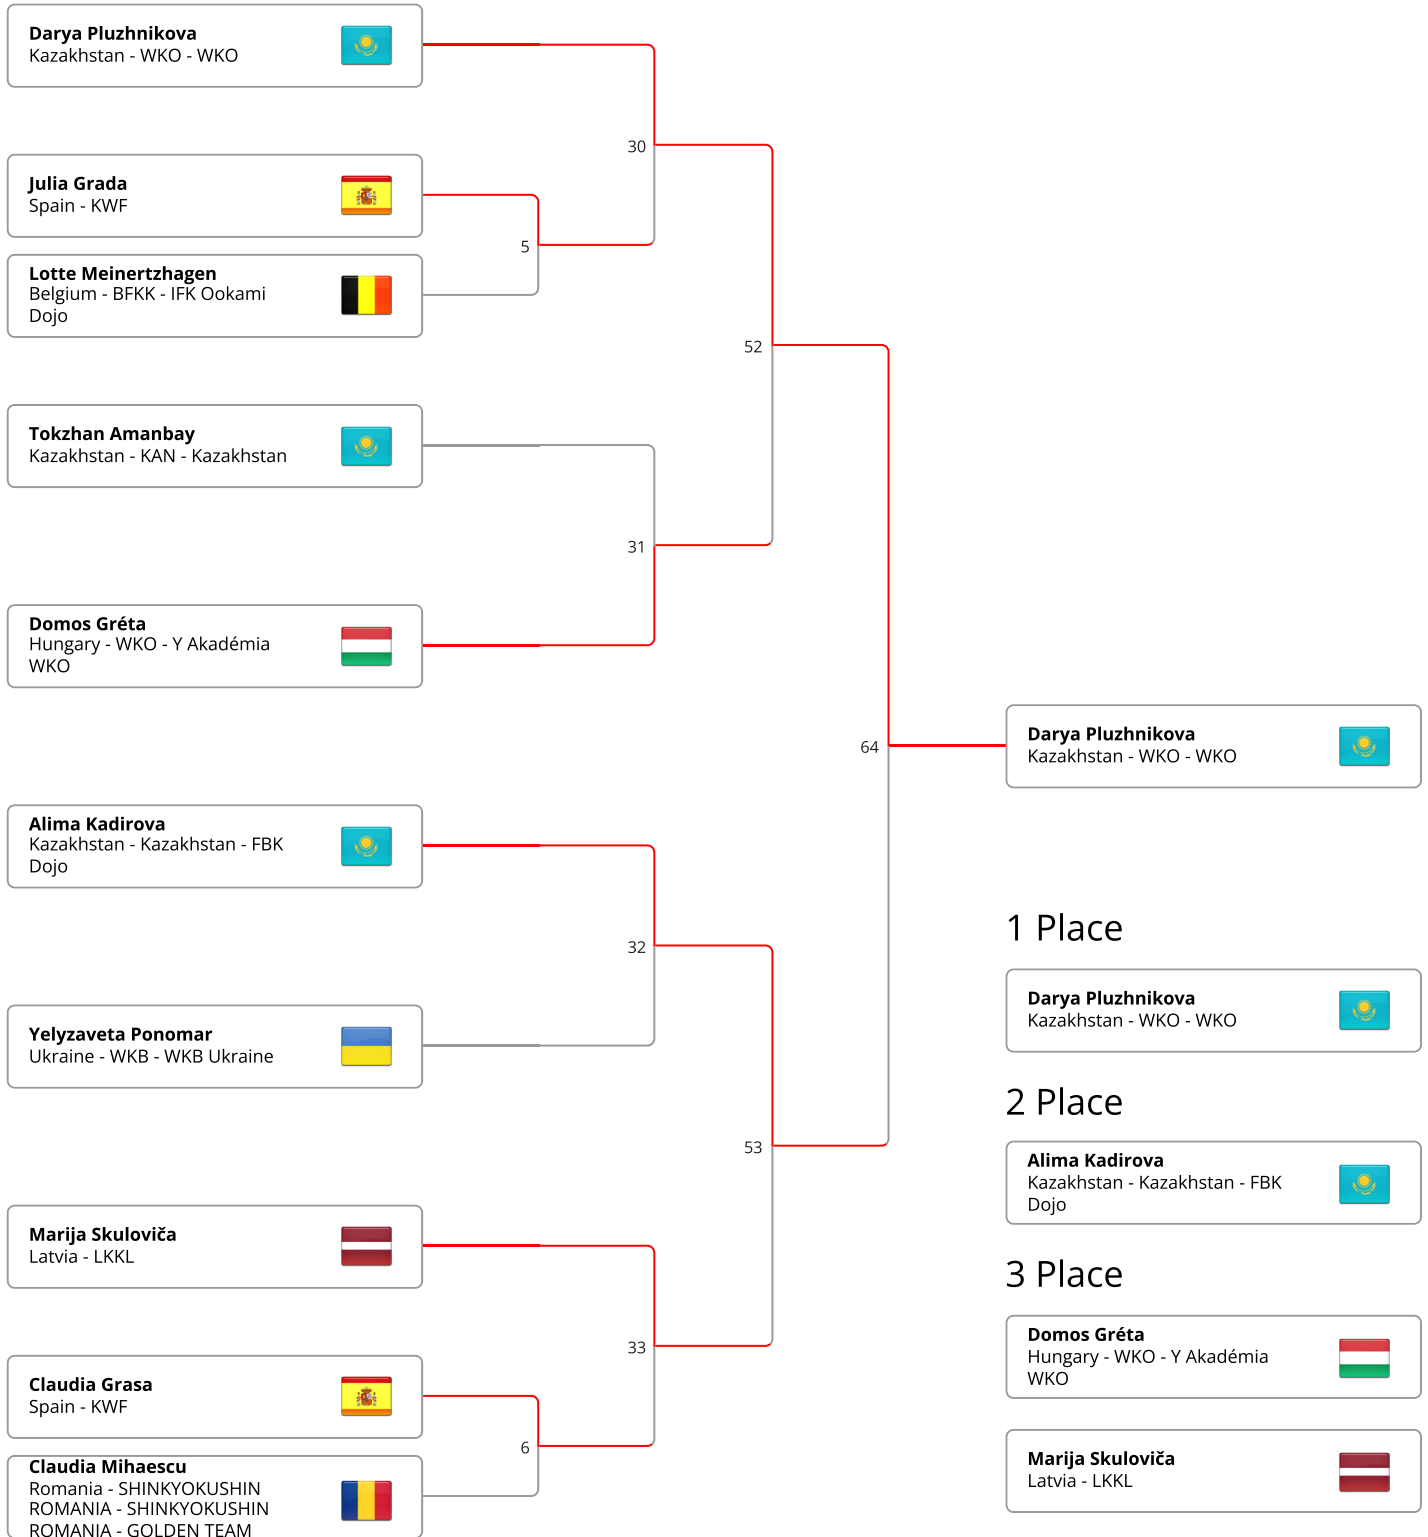 Darya Pluzhnikova
Kazakhstan - WKO - WKO
30
Julia Grada
Spain - KWF
5
Lotte Meinertzhagen
Belgium - BFKK - IFK Ookami
Dojo
52
Tokzhan Amanbay
Kazakhstan - KAN - Kazakhstan
31
Domos Gréta
Hungary - WKO - Y Akadémia
WKO
64
Darya Pluzhnikova
Kazakhstan - WKO - WKO
Alima Kadirova
Kazakhstan - Kazakhstan - FBK
Dojo
32
Yelyzaveta Ponomar
Ukraine - WKB - WKB Ukraine
53
Marija Skuloviča
Latvia - LKKL
33
Claudia Grasa
Spain - KWF
6
Claudia Mihaescu
Romania - SHINKYOKUSHIN
ROMANIA - SHINKYOKUSHIN
ROMANIA - GOLDEN TEAM
1 Place
Darya Pluzhnikova
Kazakhstan - WKO - WKO
2 Place
Alima Kadirova
Kazakhstan - Kazakhstan - FBK
Dojo
3 Place
Domos Gréta
Hungary - WKO - Y Akadémia
WKO
Marija Skuloviča
Latvia - LKKL